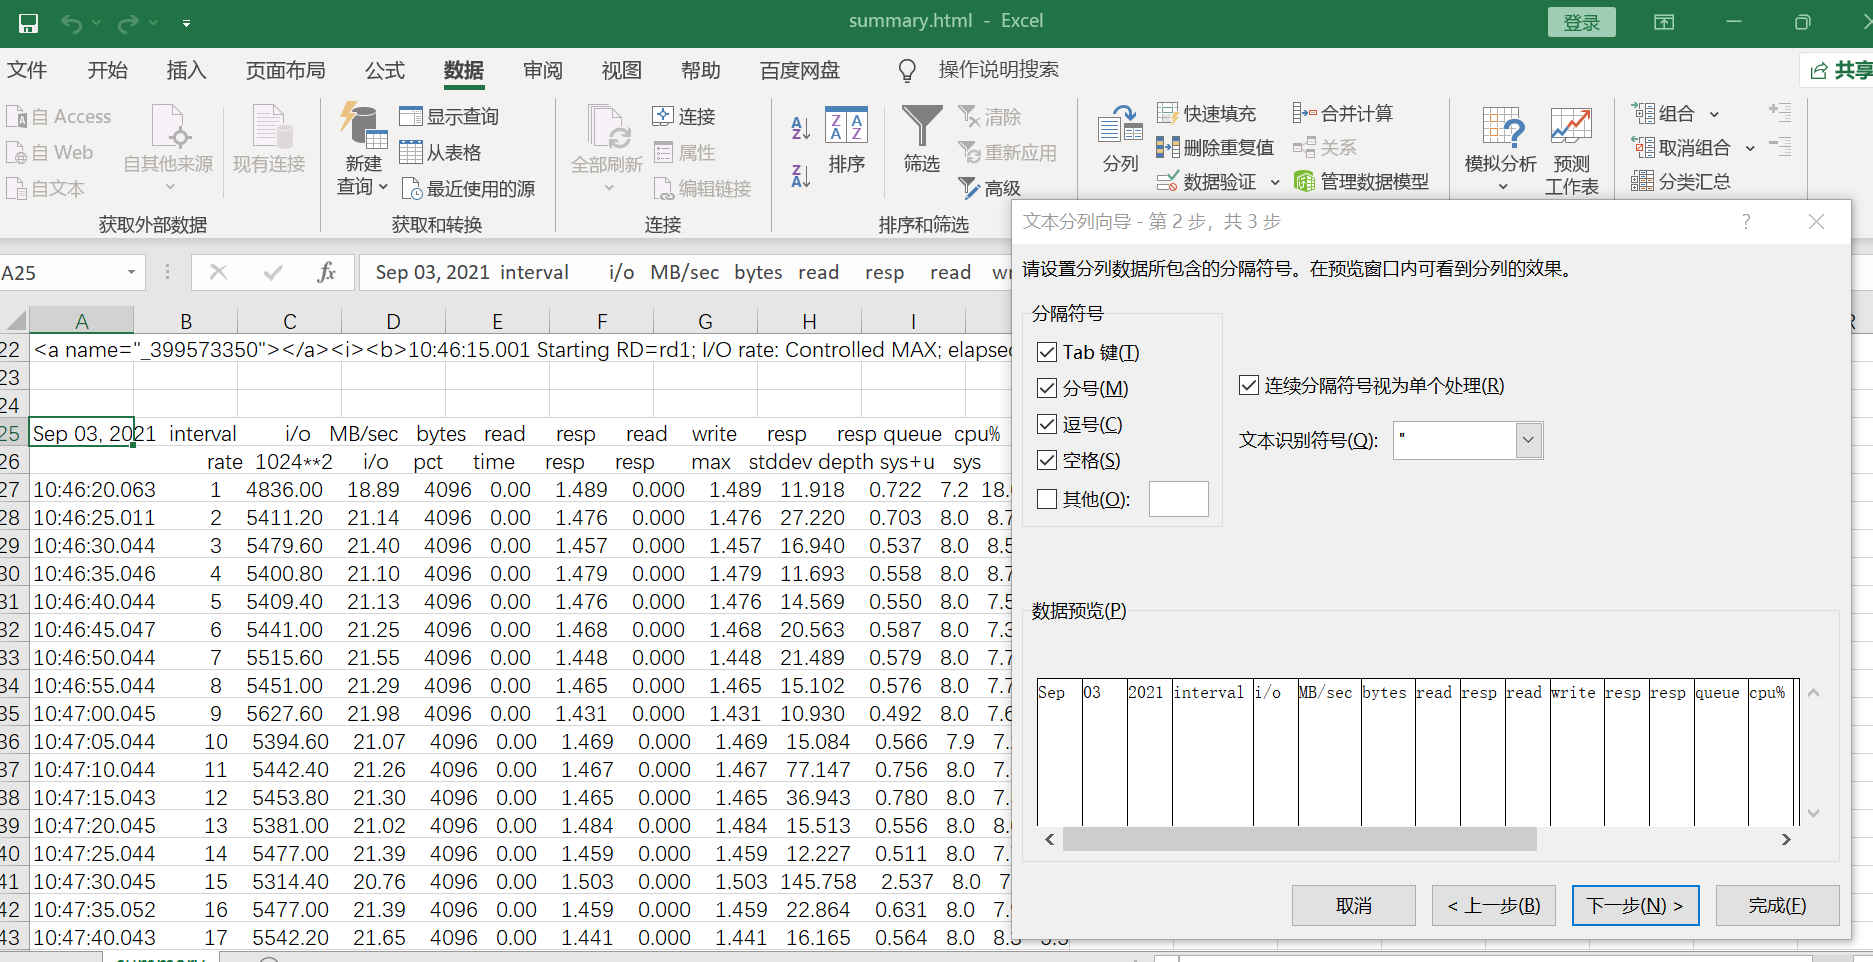 summary.html - Excel
登录
文件 开始 插入 页面布局 公式 数据 审阅 视图 帮助 百度网盘 操作说明搜索 共享
自 Access
自 Web
自文本
自其他来源
现有连接
获取外部数据
新建
查询
显示查询
从表格
最近使用的源
获取和转换
全部刷新
连接
属性
编辑链接
连接
排序
筛选
清除
重新应用
高级
排序和筛选
分列
快速填充
删除重复值
数据验证
合并计算
关系
管理数据模型
模拟分析
预测
工作表
组合
取消组合
分类汇总
A25
fx
Sep 03, 2021 interval i/o MB/sec bytes read resp read wr
A B C D E F G H I
22 <a name="_399573350"></a><i><b>10:46:15.001 Starting RD=rd1; I/O rate: Controlled MAX; elapsed
23
24
25 Sep 03, 2021 interval i/o MB/sec bytes read resp read write resp resp queue cpu%
26 rate 1024**2 i/o pct time resp resp max stddev depth sys+u sys
27 10:46:20.063 1 4836.00 18.89 4096 0.00 1.489 0.000 1.489 11.918 0.722 7.2 18.
28 10:46:25.011 2 5411.20 21.14 4096 0.00 1.476 0.000 1.476 27.220 0.703 8.0 8.7
29 10:46:30.044 3 5479.60 21.40 4096 0.00 1.457 0.000 1.457 16.940 0.537 8.0 8.5
30 10:46:35.046 4 5400.80 21.10 4096 0.00 1.479 0.000 1.479 11.693 0.558 8.0 8.7
31 10:46:40.044 5 5409.40 21.13 4096 0.00 1.476 0.000 1.476 14.569 0.550 8.0 7.5
32 10:46:45.047 6 5441.00 21.25 4096 0.00 1.468 0.000 1.468 20.563 0.587 8.0 7.3
33 10:46:50.044 7 5515.60 21.55 4096 0.00 1.448 0.000 1.448 21.489 0.579 8.0 7.7
34 10:46:55.044 8 5451.00 21.29 4096 0.00 1.465 0.000 1.465 15.102 0.576 8.0 7.7
35 10:47:00.045 9 5627.60 21.98 4096 0.00 1.431 0.000 1.431 10.930 0.492 8.0 7.6
36 10:47:05.044 10 5394.60 21.07 4096 0.00 1.469 0.000 1.469 15.084 0.566 7.9 7.
37 10:47:10.044 11 5442.40 21.26 4096 0.00 1.467 0.000 1.467 77.147 0.756 8.0 7.
38 10:47:15.043 12 5453.80 21.30 4096 0.00 1.465 0.000 1.465 36.943 0.780 8.0 7.
39 10:47:20.045 13 5381.00 21.02 4096 0.00 1.484 0.000 1.484 15.513 0.556 8.0 8.
40 10:47:25.044 14 5477.00 21.39 4096 0.00 1.459 0.000 1.459 12.227 0.511 8.0 7.
41 10:47:30.045 15 5314.40 20.76 4096 0.00 1.503 0.000 1.503 145.758 2.537 8.0 7
42 10:47:35.052 16 5477.00 21.39 4096 0.00 1.459 0.000 1.459 22.864 0.631 8.0 7.
43 10:47:40.043 17 5542.20 21.65 4096 0.00 1.441 0.000 1.441 16.165 0.564 8.0
文本分列向导 - 第 2 步，共 3 步
?
请设置分列数据所包含的分隔符号。在预览窗口内可看到分列的效果。
分隔符号
Tab 键(T)
分号(M)
逗号(C)
空格(S)
其他(O):
连续分隔符号视为单个处理(R)
文本识别符号(Q): "
数据预览(P)
Sep 03 2021 interval i/o MB/sec bytes read resp read write resp resp queue cpu%
取消
< 上一步(B)
下一步(N) >
完成(F)